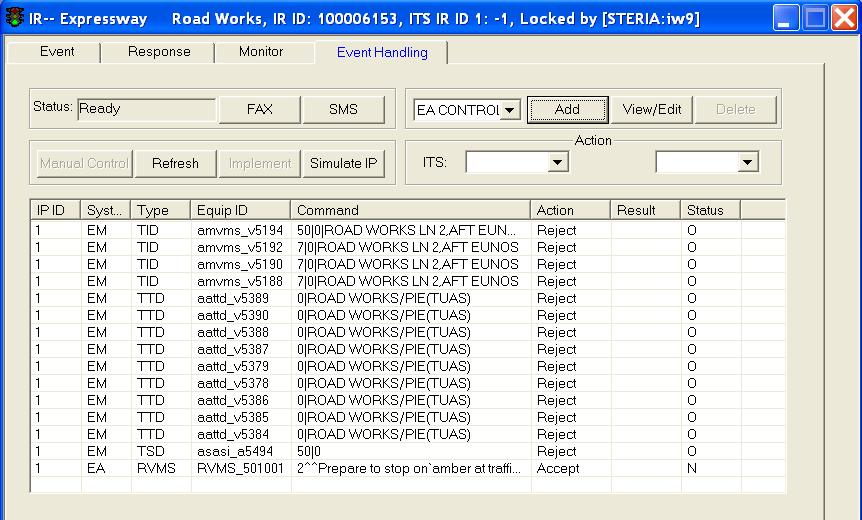 IR-- Expressway Road Works, IR ID: 100006153, ITS IR ID 1: -1, Locked by [STERIA:iw9]
Event Response Monitor Event Handling
Status: Ready FAX SMS EA CONTROL Add View/Edit Delete
Action
Manual Control Refresh Implement Simulate IP ITS:
IP ID Syst... Type Equip ID Command Action Result Status
1 EM TID amvms_v5194 50|0|ROAD WORKS LN 2,AFT EUN... Reject O
1 EM TID amvms_v5192 7|0|ROAD WORKS LN 2,AFT EUNOS Reject O
1 EM TID amvms_v5190 7|0|ROAD WORKS LN 2,AFT EUNOS Reject O
1 EM TID amvms_v5188 7|0|ROAD WORKS LN 2,AFT EUNOS Reject O
1 EM TTD aattd_v5389 0|ROAD WORKS/PIE(TUAS) Reject O
1 EM TTD aattd_v5390 0|ROAD WORKS/PIE(TUAS) Reject O
1 EM TTD aattd_v5388 0|ROAD WORKS/PIE(TUAS) Reject O
1 EM TTD aattd_v5387 0|ROAD WORKS/PIE(TUAS) Reject O
1 EM TTD aattd_v5379 0|ROAD WORKS/PIE(TUAS) Reject O
1 EM TTD aattd_v5378 0|ROAD WORKS/PIE(TUAS) Reject O
1 EM TTD aattd_v5386 0|ROAD WORKS/PIE(TUAS) Reject O
1 EM TTD aattd_v5385 0|ROAD WORKS/PIE(TUAS) Reject O
1 EM TTD aattd_v5384 0|ROAD WORKS/PIE(TUAS) Reject O
1 EM TSD asasi_a5494 50|0 Reject O
1 EA RVMS RVMS_501001 2^^Prepare to stop on`amber at traffi... Accept N